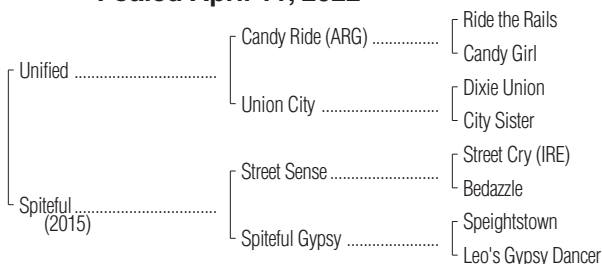 Foaled April 2022
Ride the Rails
Candy Ride (ARG) ..................
Candy Girl
Unified ......................................
Dixie Union
Union City ................................
City Sister
Street Cry (IRE)
Street Sense .............................
Bedazzle
Spiteful ......................................
(2015)
Speightstown
Spiteful Gypsy .........................
Leo's Gypsy Dancer